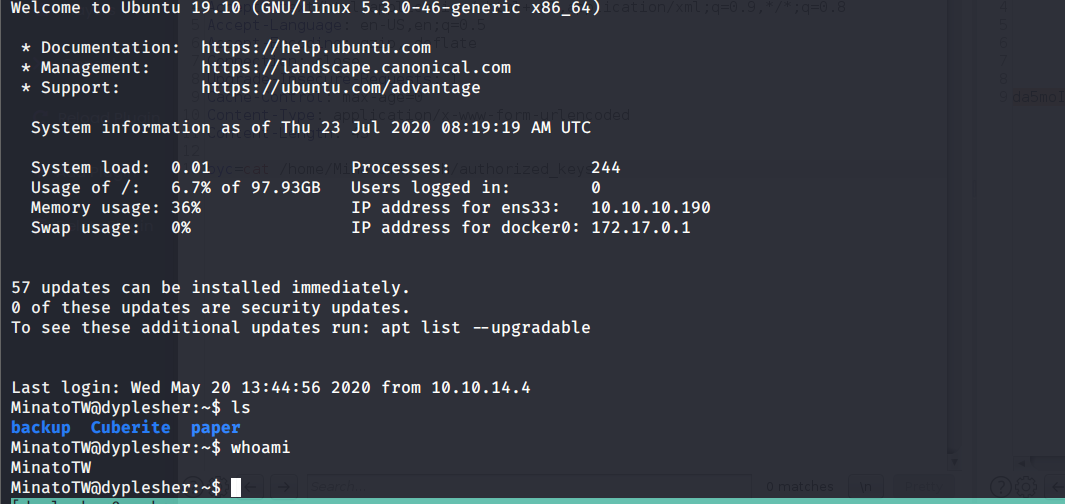 Welcome to Ubuntu 19.10 (GNU/Linux 5.3.0-46-generic x86_64)
* Documentation: https://help.ubuntu.com
* Management: https://landscape.canonical.com
* Support: https://ubuntu.com/advantage
System information as of Thu 23 Jul 2020 08:19:19 AM UTC
System load: 0.01 Processes: 244
Usage of /: 6.7% of 97.93GB Users logged in: 0
Memory usage: 36% IP address for ens33: 10.10.10.190
Swap usage: 0% IP address for docker0: 172.17.0.1
57 updates can be installed immediately.
0 of these updates are security updates.
To see these additional updates run: apt list --upgradable
Last login: Wed May 20 13:44:56 2020 from 10.10.14.4
MinatoTW@dyplesher:~$ ls
backup Cuberite paper
MinatoTW@dyplesher:~$ whoami
MinatoTW
MinatoTW@dyplesher:~$
Search...
0 matches